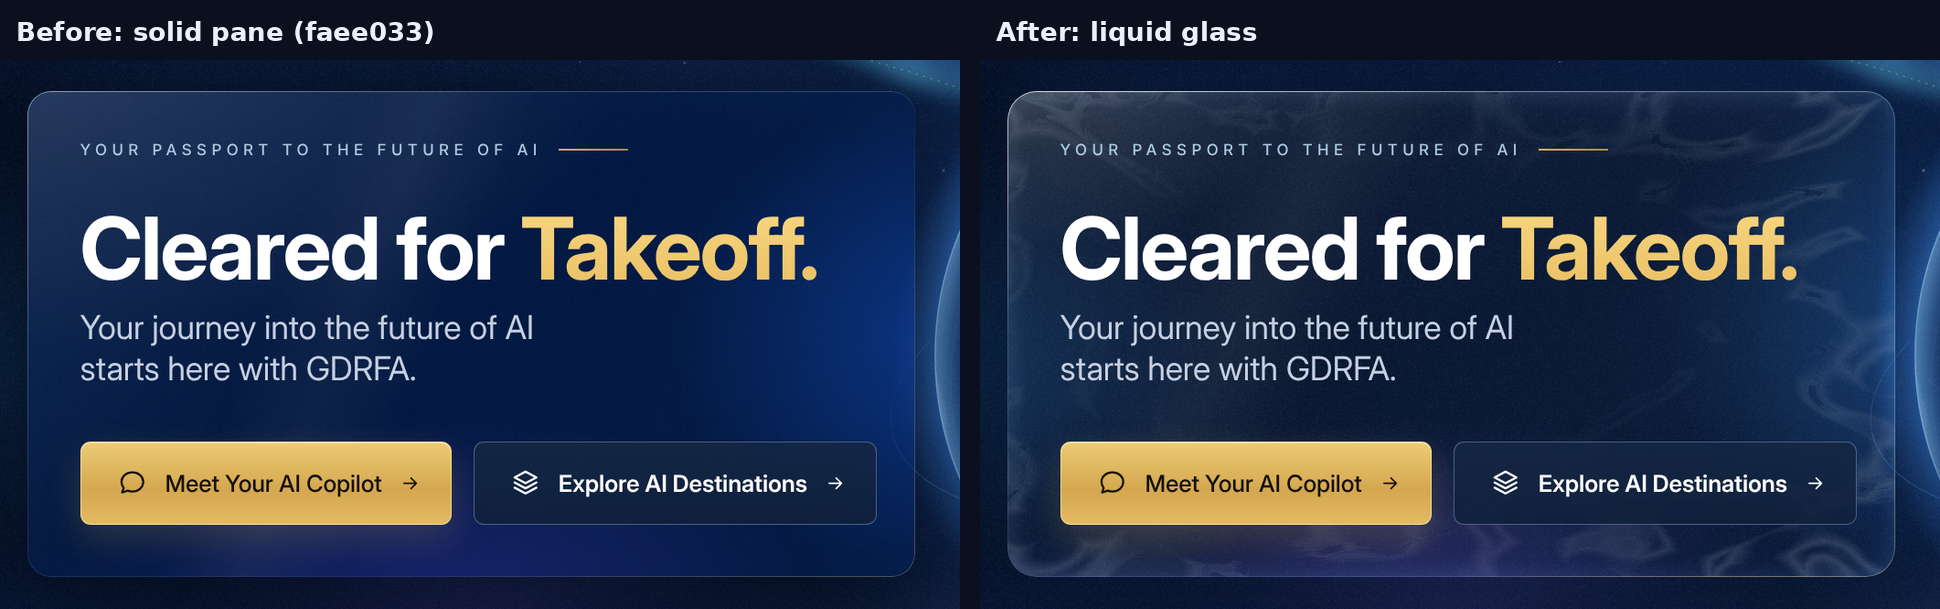 Before: solid pane (faee033)
YOUR PASSPORT TO THE FUTURE OF AI
Cleared for Takeoff.
Your journey into the future of AI
starts here with GDRFA.
Meet Your AI Copilot →
Explore AI Destinations →
After: liquid glass
YOUR PASSPORT TO THE FUTURE OF AI
Cleared for Takeoff.
Your journey into the future of AI
starts here with GDRFA.
Meet Your AI Copilot →
Explore AI Destinations →